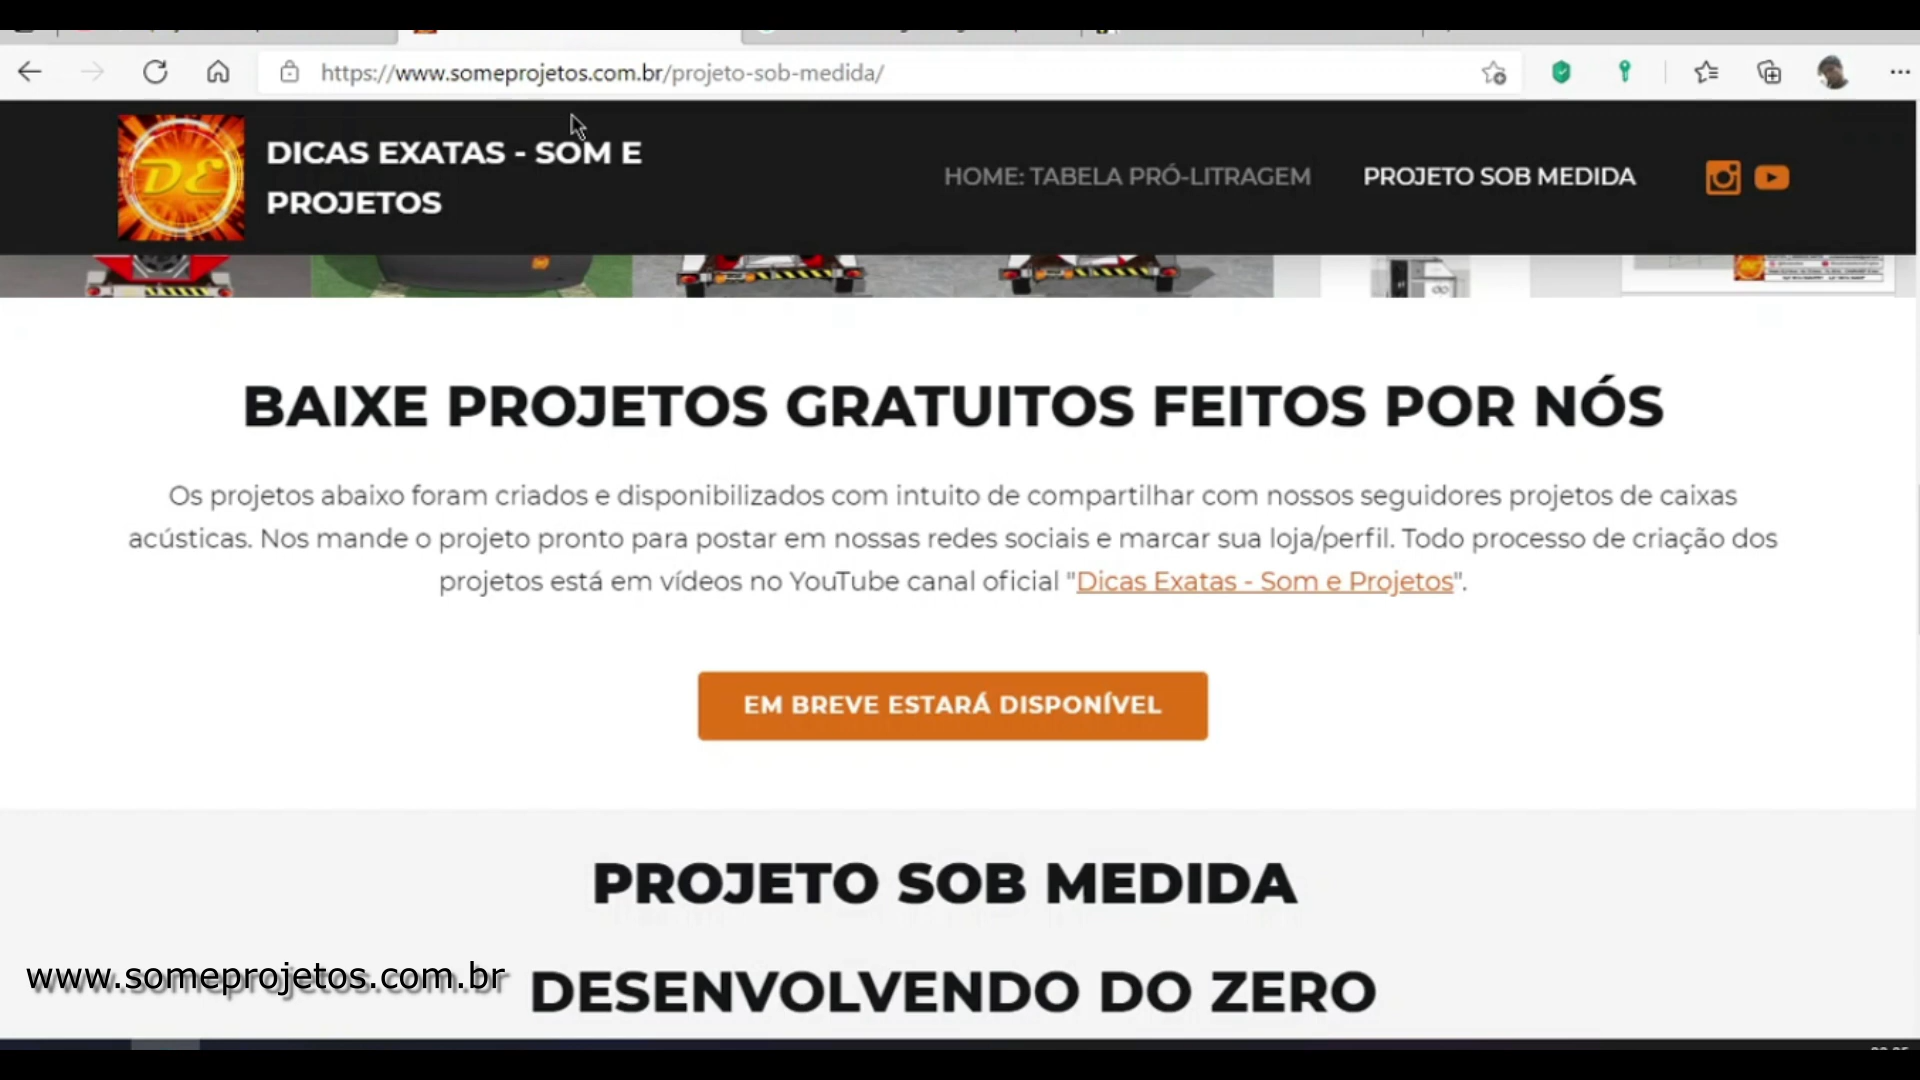 https://www.someprojetos.com.br/projeto-sob-medida/
DE
DICAS EXATAS - SOM E
PROJETOS
HOME: TABELA PRÓ-LITRAGEM
PROJETO SOB MEDIDA
BAIXE PROJETOS GRATUITOS FEITOS POR NÓS
Os projetos abaixo foram criados e disponibilizados com intuito de compartilhar com nossos seguidores projetos de caixas
acústicas. Nos mande o projeto pronto para postar em nossas redes sociais e marcar sua loja/perfil. Todo processo de criação dos
projetos está em vídeos no YouTube canal oficial "Dicas Exatas - Som e Projetos".
EM BREVE ESTARÁ DISPONÍVEL
PROJETO SOB MEDIDA
www.someprojetos.com.br
DESENVOLVENDO DO ZERO